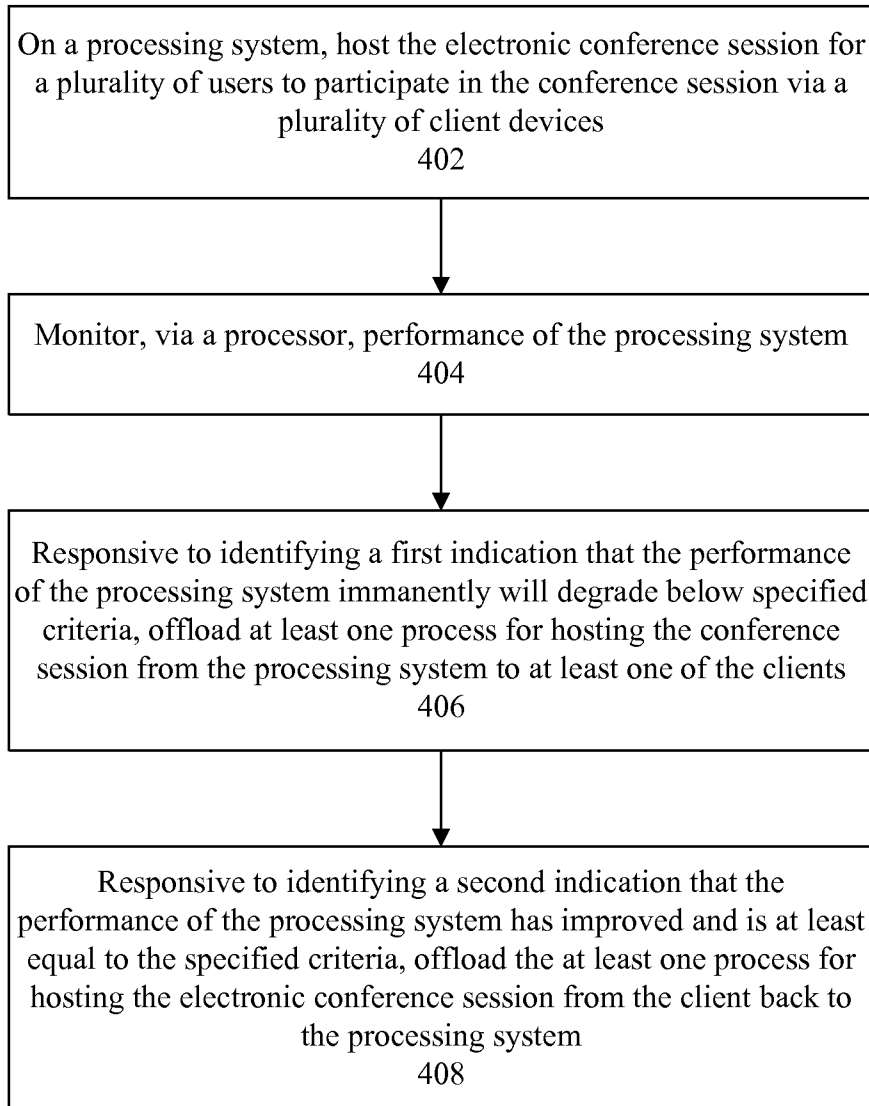 On a processing system, host the electronic conference session for
a plurality of users to participate in the conference session via a
plurality of client devices
402
Monitor, via a processor, performance of the processing system
404
Responsive to identifying a first indication that the performance
of the processing system immanently will degrade below specified
criteria, offload at least one process for hosting the conference
session from the processing system to at least one of the clients
406
Responsive to identifying a second indication that the
performance of the processing system has improved and is at least
equal to the specified criteria, offload the at least one process for
hosting the electronic conference session from the client back to
the processing system
408